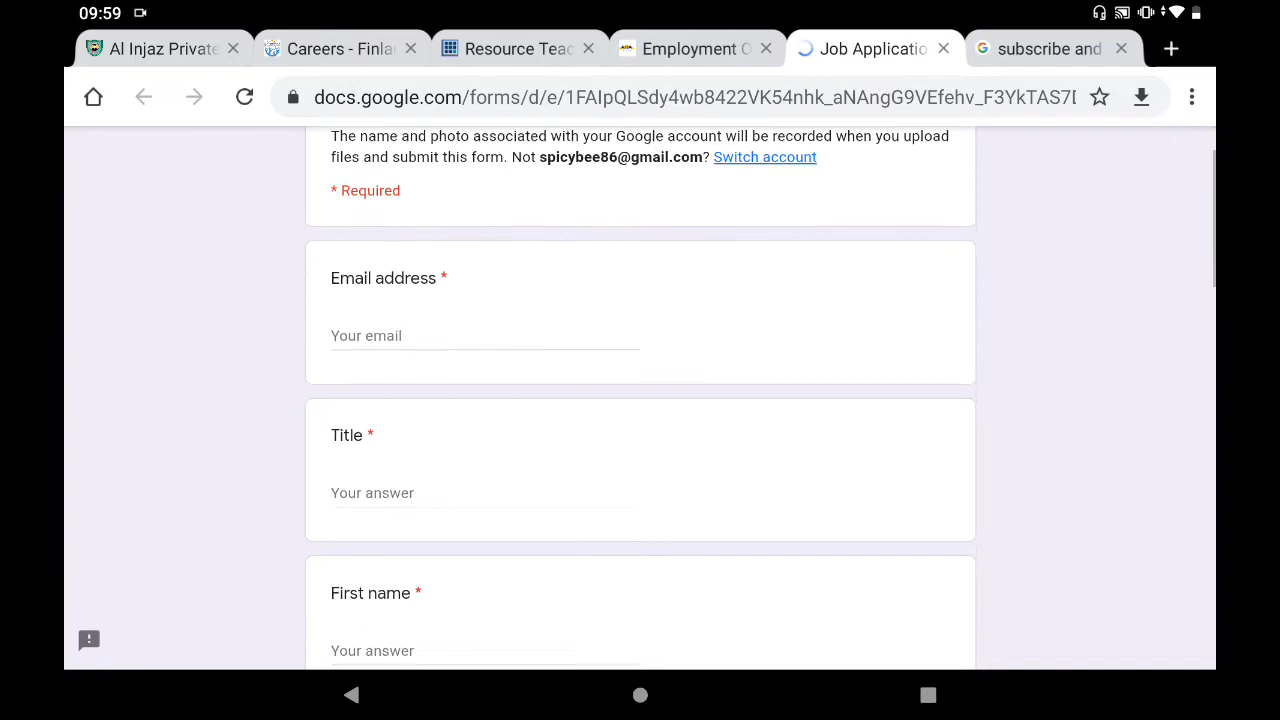 09:59
Al Injaz Private
Careers - Finla
Resource Teac
Employment O
Job Applicatio
subscribe and
docs.google.com/forms/d/e/1FAIpQLSdy4wb8422VK54nhk_aNAngG9VEfehv_F3YkTAS7D
The name and photo associated with your Google account will be recorded when you upload
files and submit this form. Not spicybee86@gmail.com? Switch account
* Required
Email address *
Your email
Title *
Your answer
First name *
Your answer